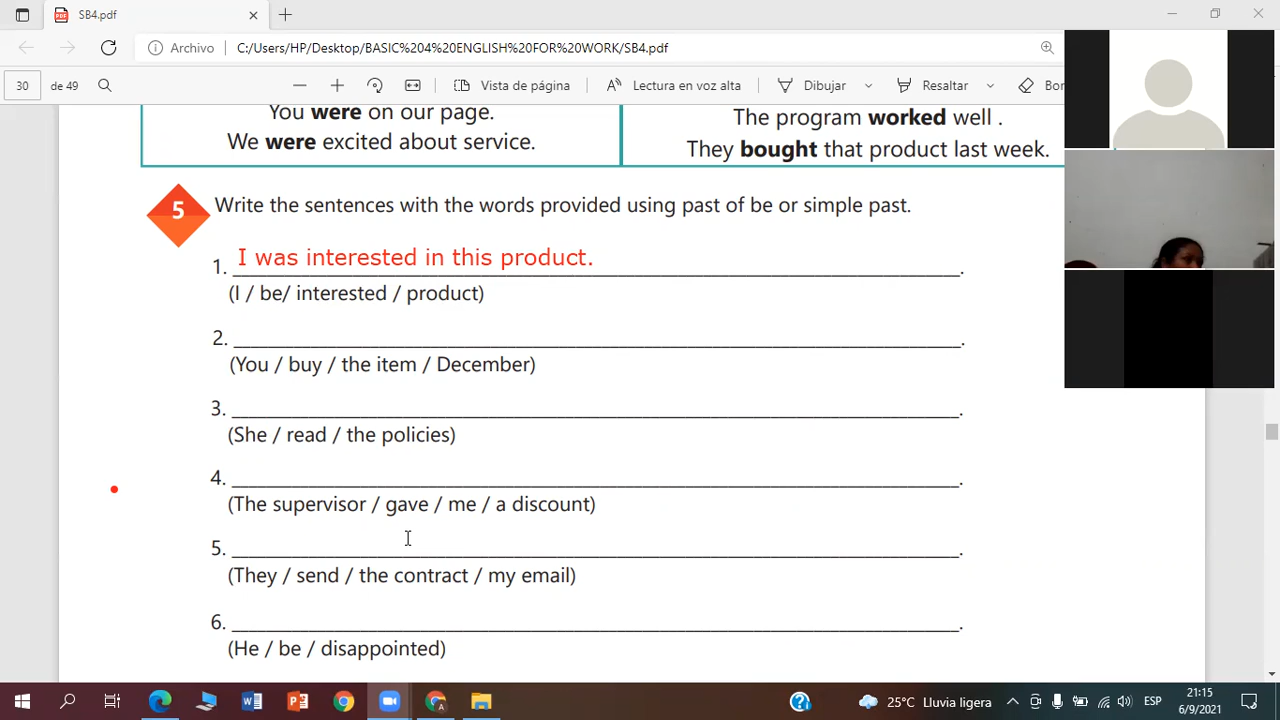 SB4.pdf
Archivo C:/Users/HP/Desktop/BASIC%204%20ENGLISH%20FOR%20WORK/SB4.pdf
30 de 49 Vista de página Lectura en voz alta Dibujar Resaltar Bor
You were on our page.
We were excited about service.
The program worked well .
They bought that product last week.
5 Write the sentences with the words provided using past of be or simple past.
1. I was interested in this product. .
(I / be/ interested / product)
2. .
(You / buy / the item / December)
3. .
(She / read / the policies)
4. .
(The supervisor / gave / me / a discount)
5. .
(They / send / the contract / my email)
6. .
(He / be / disappointed)
25°C Lluvia ligera ESP 21:15
6/9/2021